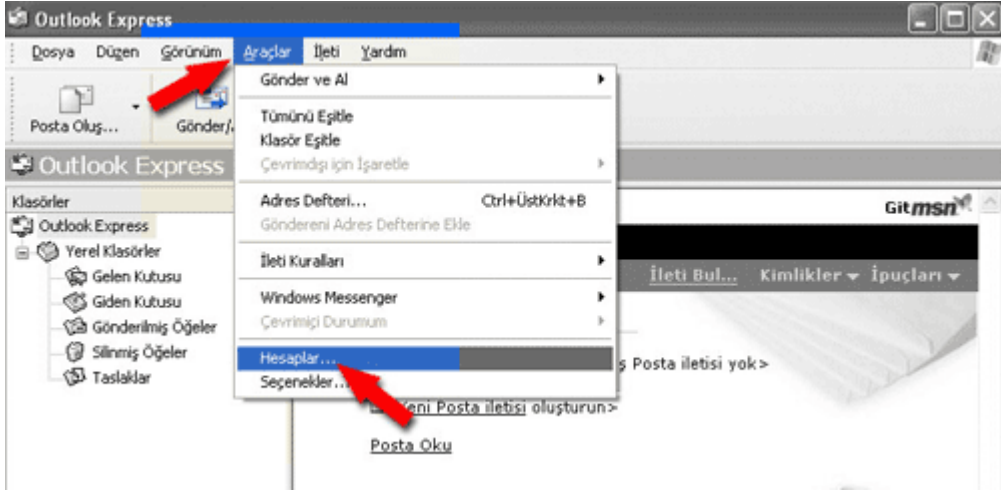 Outlook Express
Dosya Düzen Görünüm Araçlar İleti Yardım
Posta Oluş... Gönder/.
Outlook Express
Klasörler
Outlook Express
Yerel Klasörler
Gelen Kutusu
Giden Kutusu
Gönderilmiş Öğeler
Silinmiş Öğeler
Taslaklar
Gönder ve Al
Tümünü Eşitle
Klasör Eşitle
Çevrimdışı için İşaretle
Adres Defteri... Ctrl+ÜstKrkt+B
Göndereni Adres Defterine Ekle
İleti Kuralları
Windows Messenger
Çevrimiçi Durumum
Hesaplar...
Seçenekler...
Git msn
İleti Bul... Kimlikler İpuçları
ş Posta iletisi yok>
Yeni Posta iletisi oluşturun>
Posta Oku